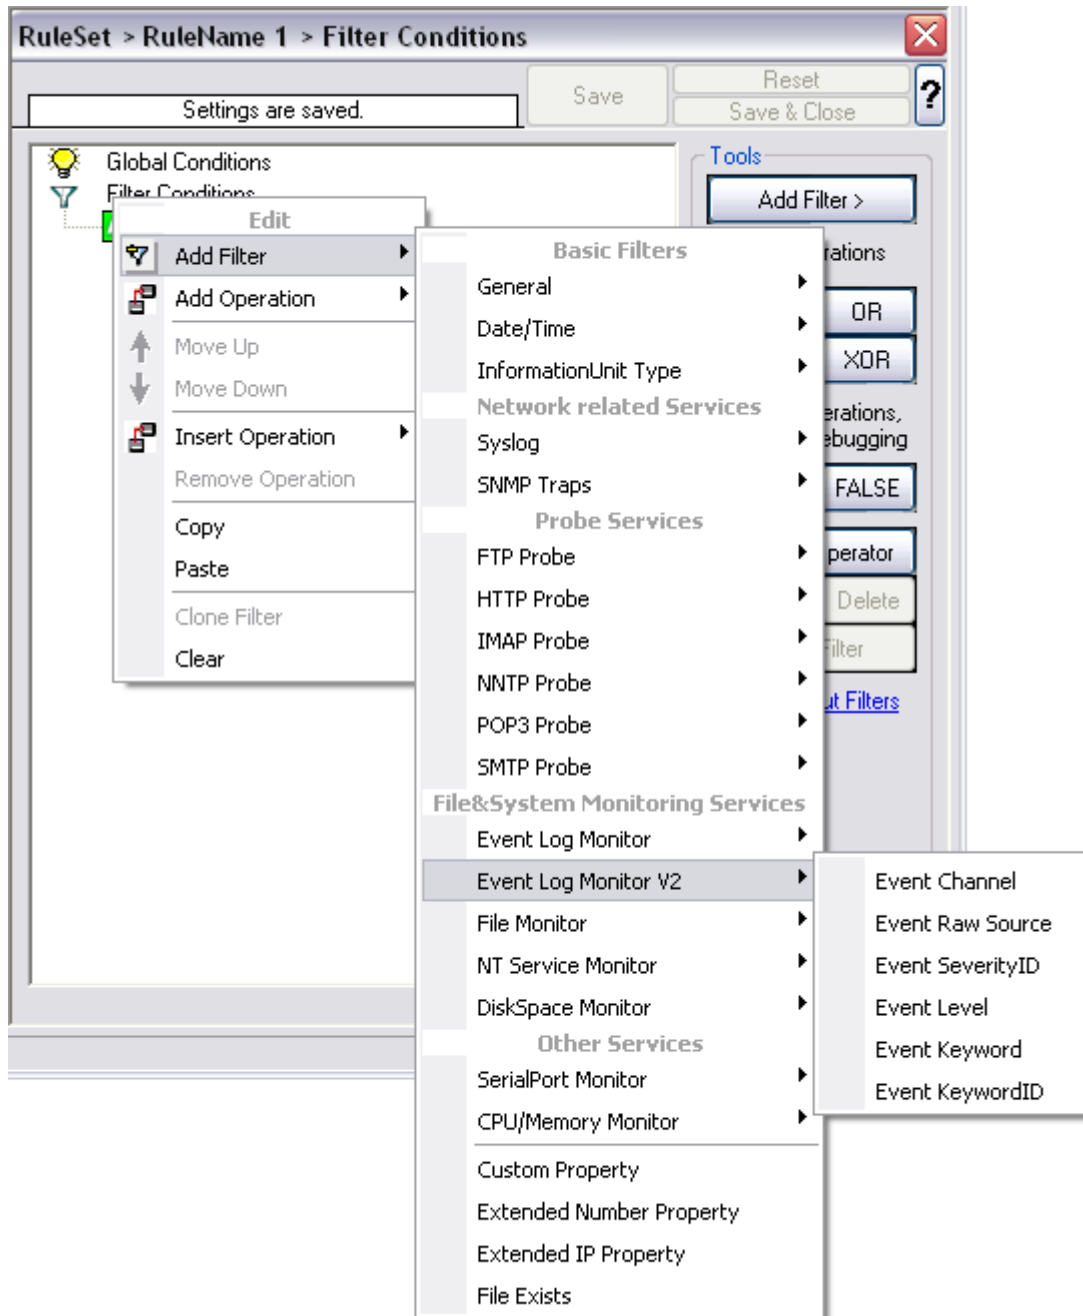 RuleSet > RuleName 1 > Filter Conditions
Settings are saved.
Save
Reset
Save & Close
?
Global Conditions
Filter Conditions
Tools
Add Filter >
OR
XOR
FALSE
Delete
Filter
Filters
Edit
Add Filter
Add Operation
Move Up
Move Down
Insert Operation
Remove Operation
Copy
Paste
Clone Filter
Clear
Basic Filters
General
Date/Time
InformationUnit Type
Network related Services
Syslog
SNMP Traps
Probe Services
FTP Probe
HTTP Probe
IMAP Probe
NNTP Probe
POP3 Probe
SMTP Probe
File&System Monitoring Services
Event Log Monitor
Event Log Monitor V2
File Monitor
NT Service Monitor
DiskSpace Monitor
Other Services
SerialPort Monitor
CPU/Memory Monitor
Custom Property
Extended Number Property
Extended IP Property
File Exists
Event Channel
Event Raw Source
Event SeverityID
Event Level
Event Keyword
Event KeywordID